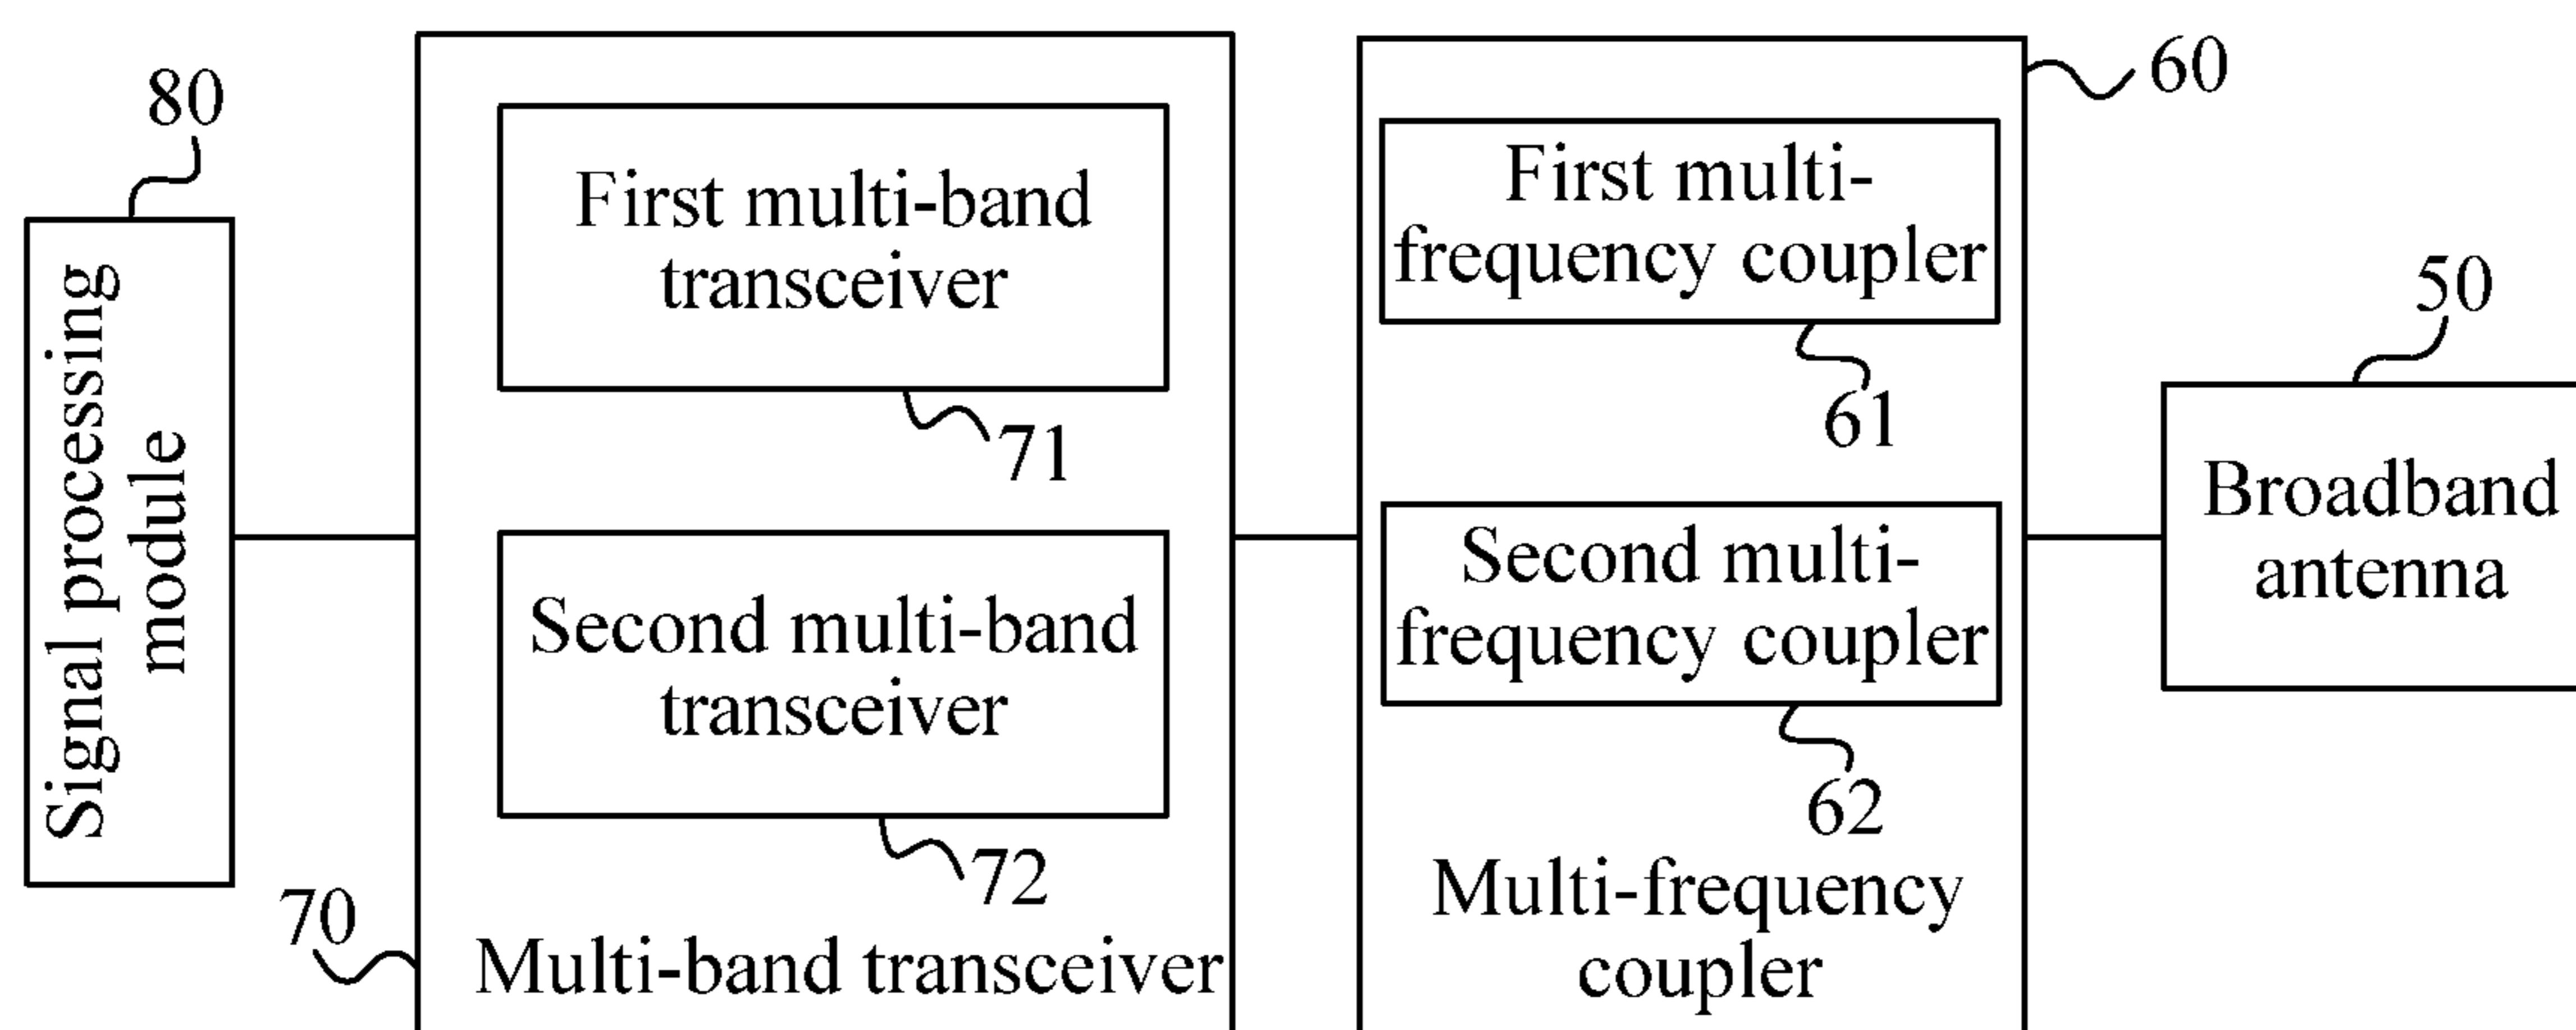 80
Signal processing
module
First multi-band
transceiver
71
Second multi-band
transceiver
72
70
Multi-band transceiver
60
First multi-
frequency coupler
61
Second multi-
frequency coupler
62
Multi-frequency
coupler
50
Broadband
antenna